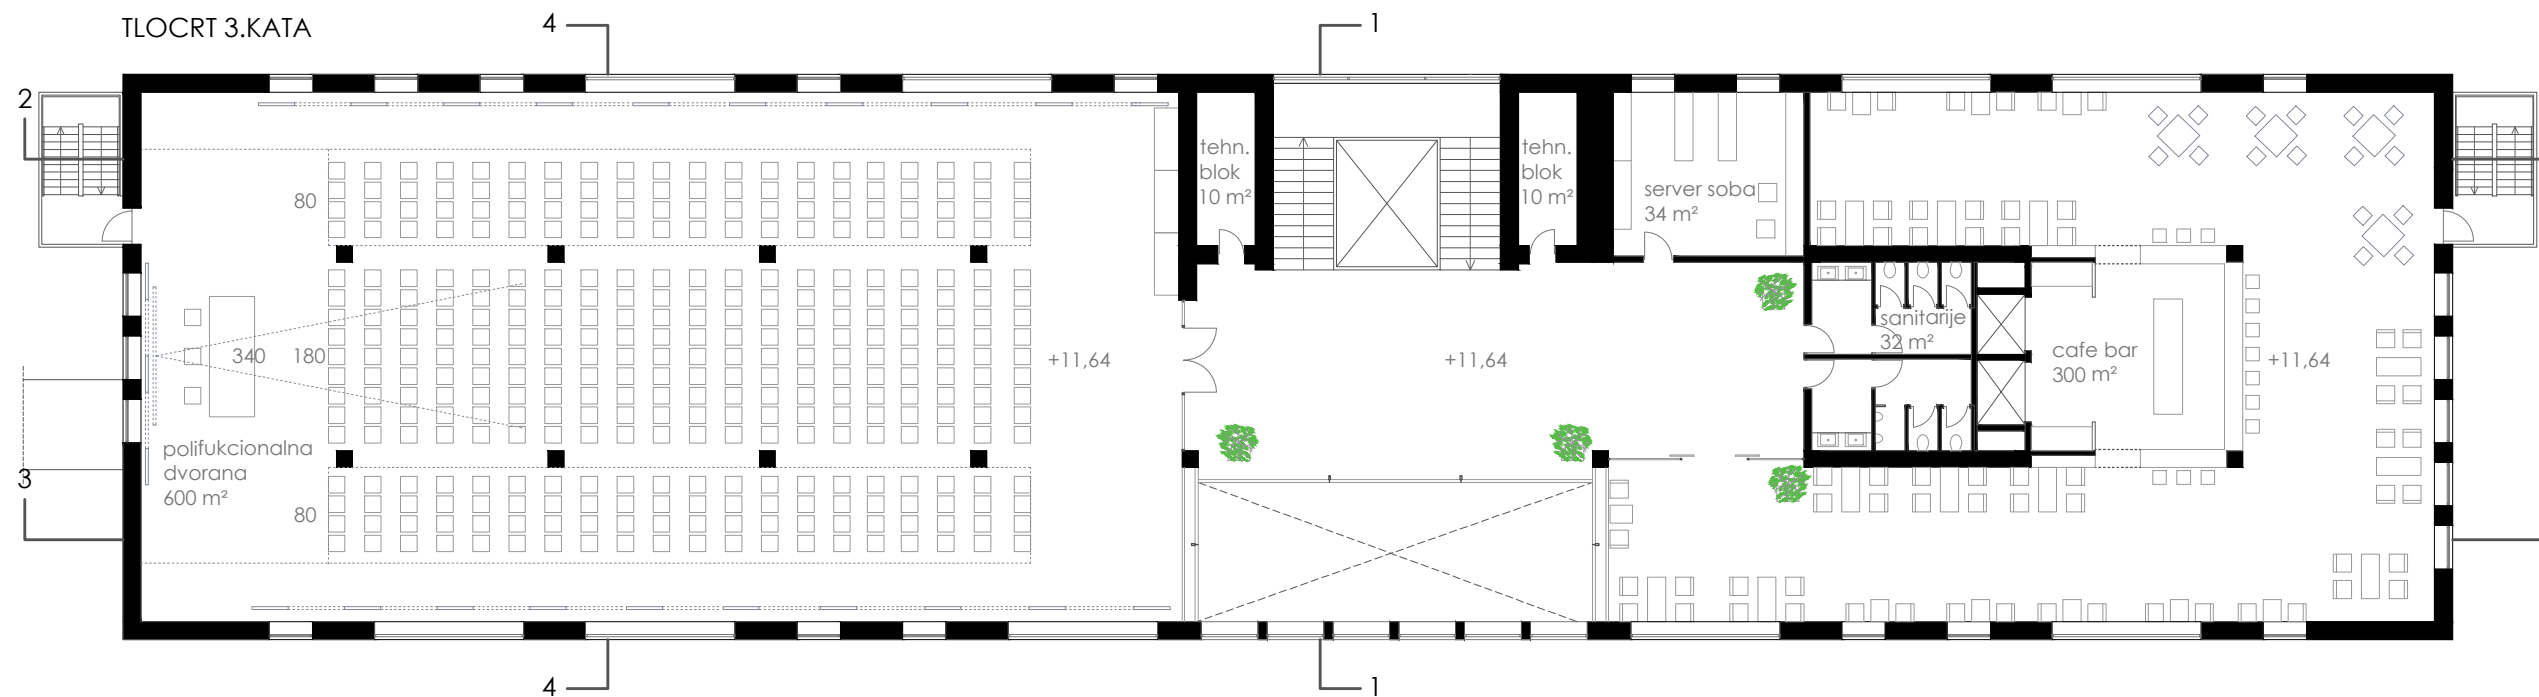 TLOCRT 3.KATA
4
1
2
tehn.
blok
10 m²
tehn.
blok
10 m²
server soba
34 m²
80
sanitarije
32 m²
340
180
+11,64
+11,64
cafe bar
300 m²
+11,64
polifukcionalna
dvorana
600 m²
3
80
4
1